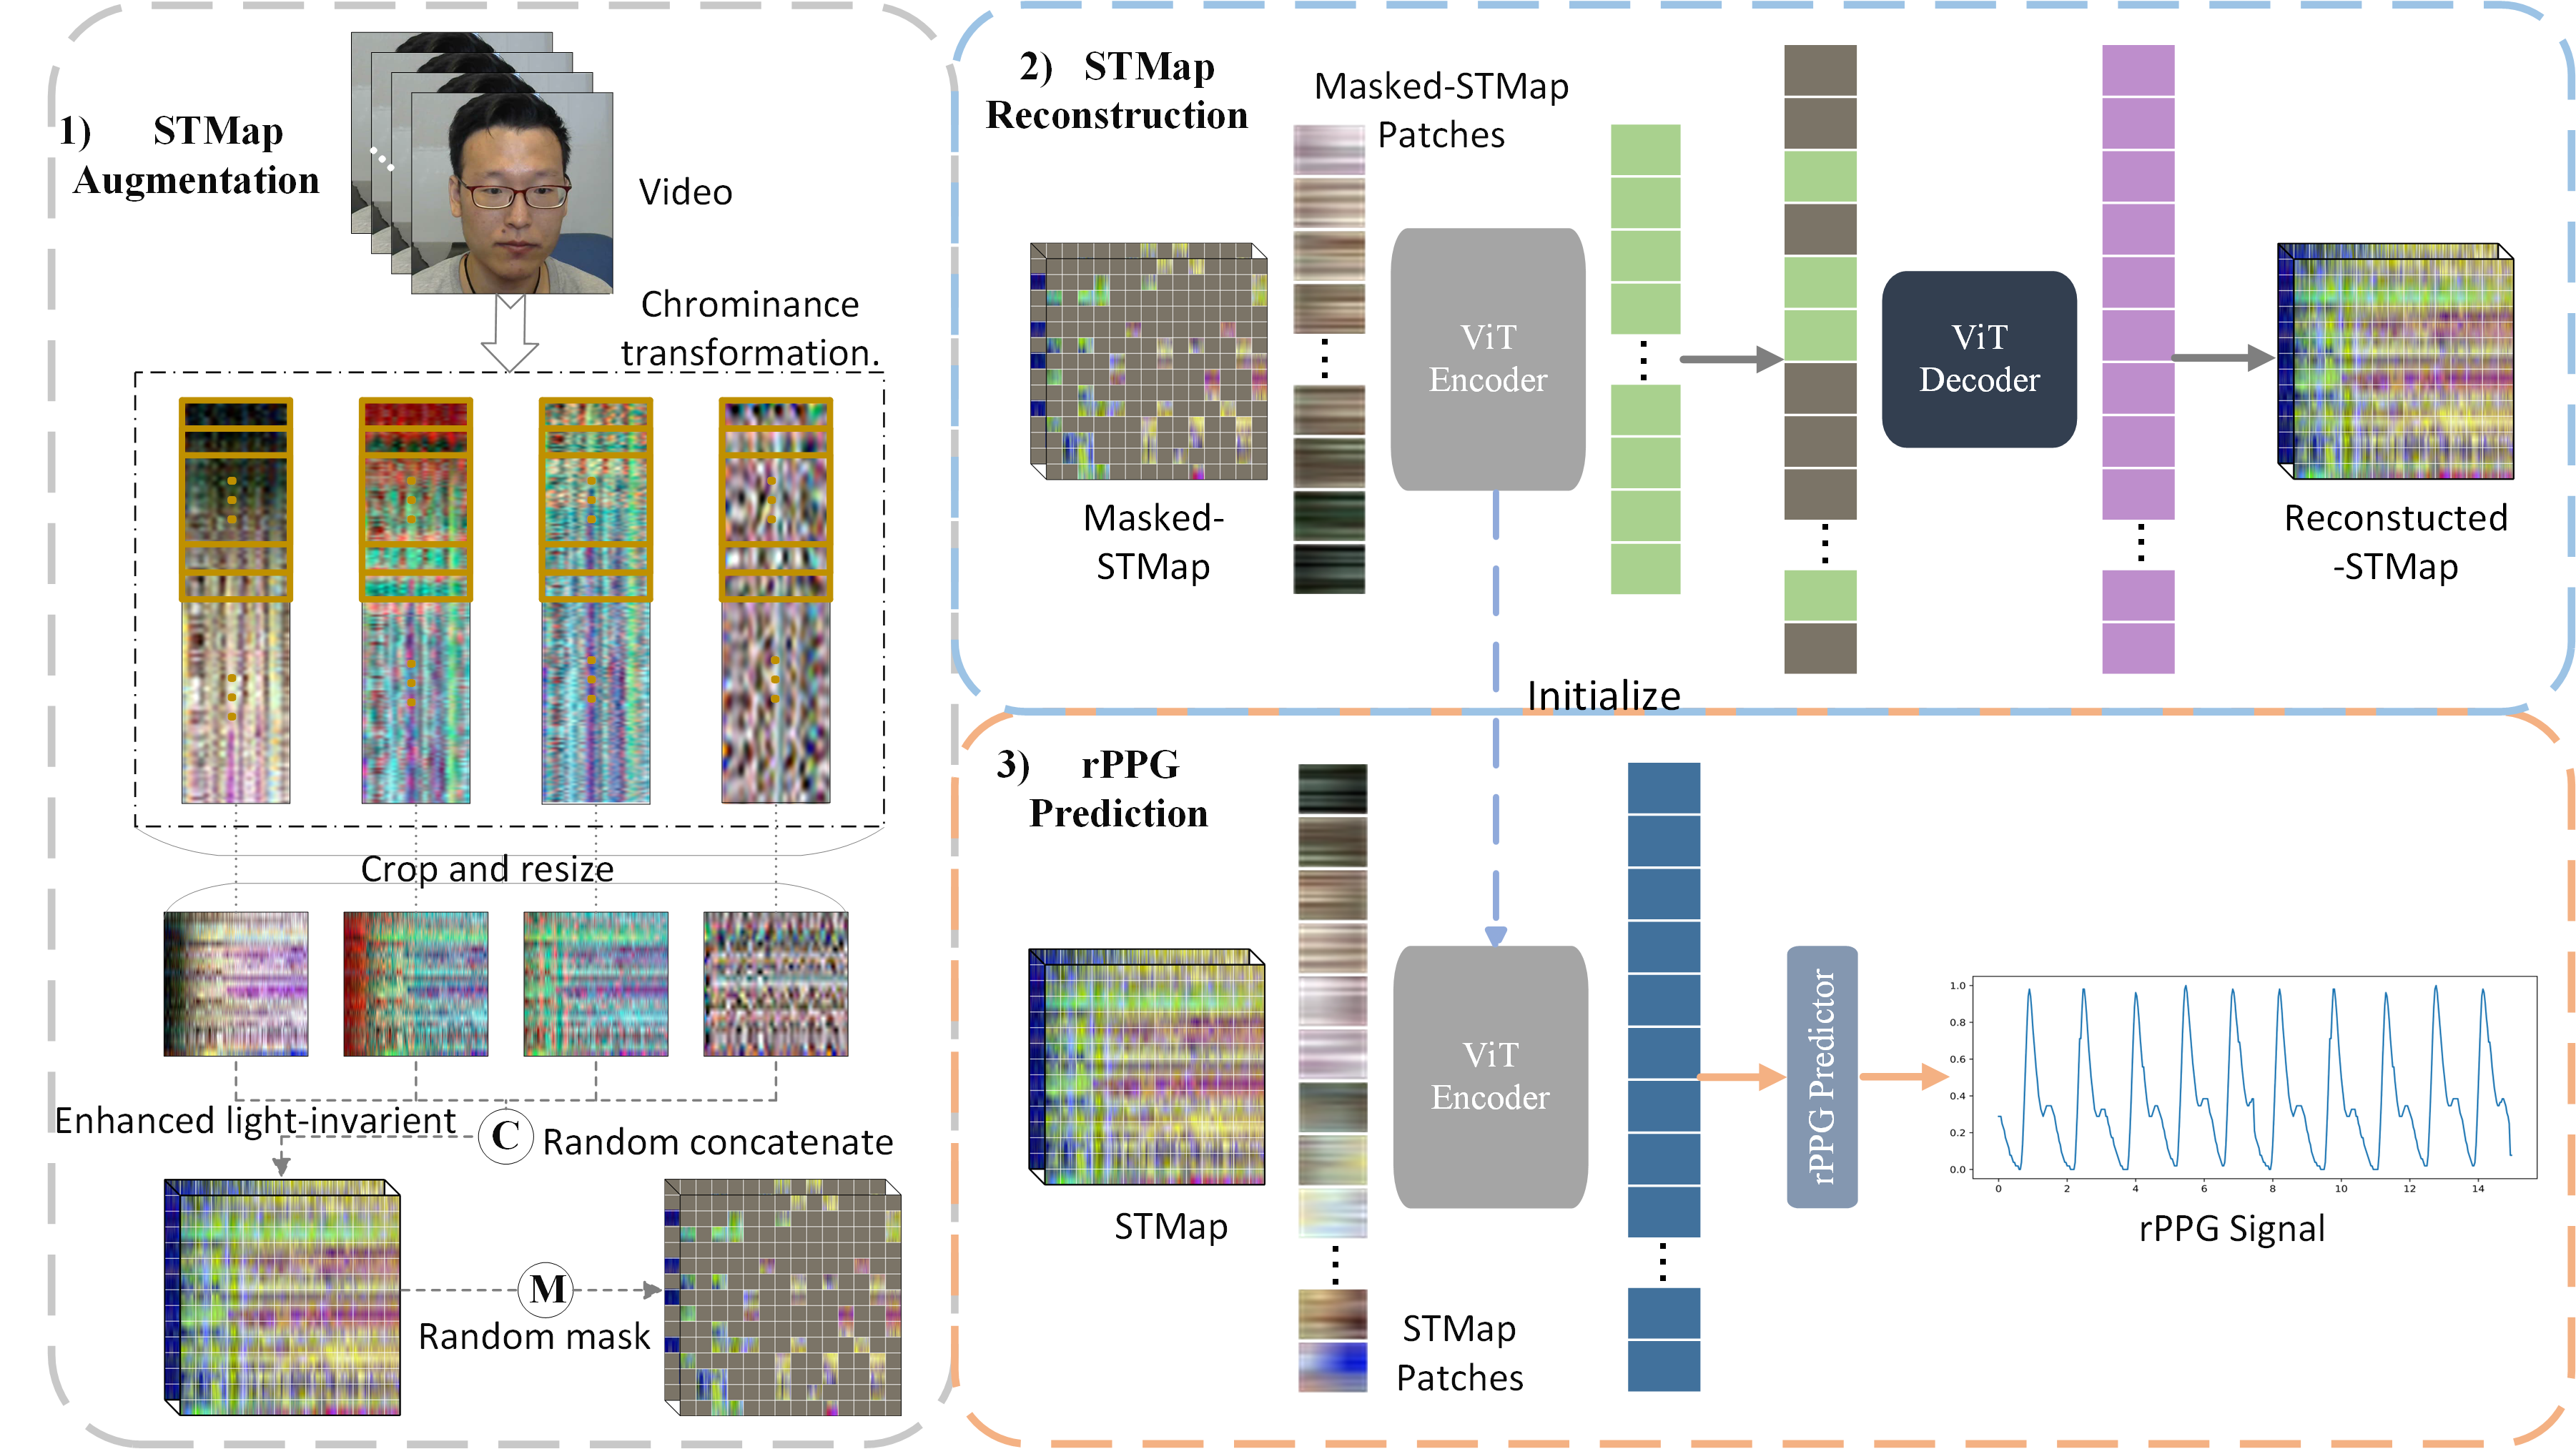 1) STMap
Augmentation
Video
Chrominance
transformation.
Crop and resize
Enhanced light-invarient
C
Random concatenate
M
Random mask
2) STMap
Reconstruction
Masked-STMap
Patches
Masked-
STMap
ViT
Encoder
ViT
Decoder
Reconstucted
-STMap
Initialize
3) rPPG
Prediction
STMap
STMap
Patches
ViT
Encoder
rPPG Predictor
1.0
0.8
0.6
0.4
0.2
0.0
0 2 4 6 8 10 12 14
rPPG Signal